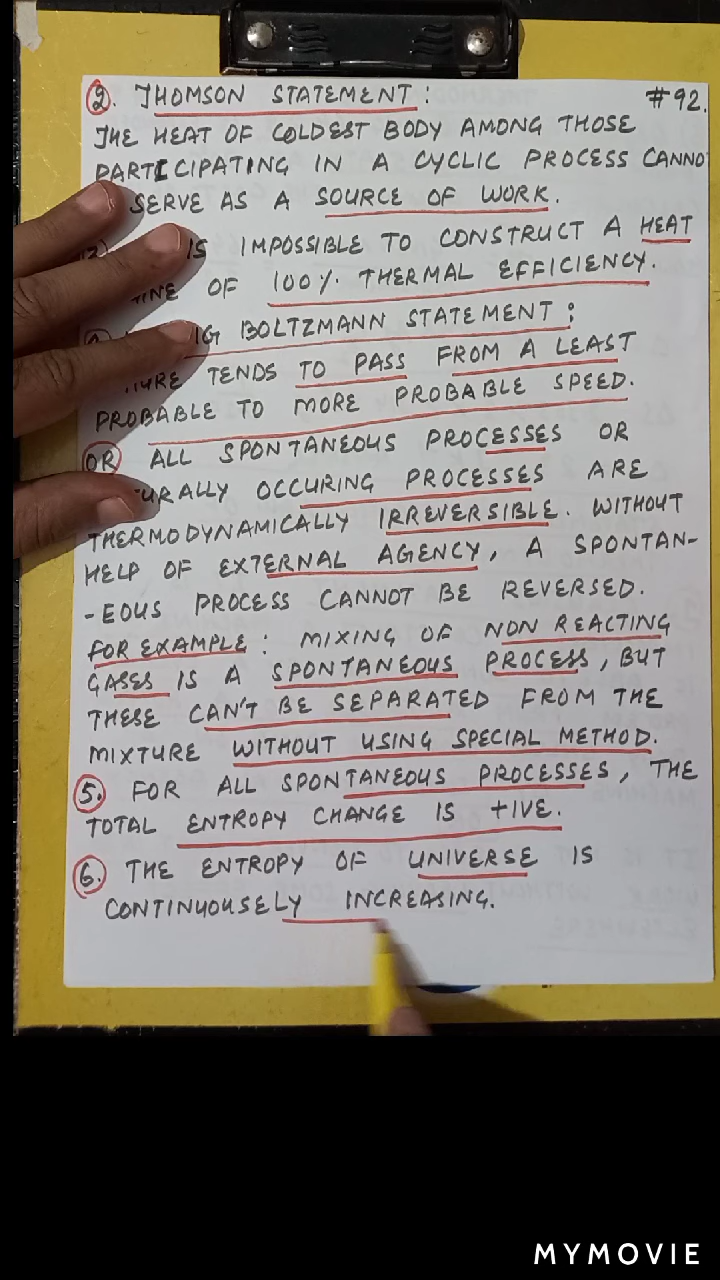 2. THOMSON STATEMENT : #92.
THE HEAT OF COLDEST BODY AMONG THOSE
PARTICIPATING IN A CYCLIC PROCESS CANNO
SERVE AS A SOURCE OF WORK.
IS IMPOSSIBLE TO CONSTRUCT A HEAT
INE OF 100% THERMAL EFFICIENCY.
IG BOLTZMANN STATEMENT :
URE TENDS TO PASS FROM A LEAST
PROBABLE TO MORE PROBABLE SPEED.
OR ALL SPONTANEOUS PROCESSES OR
URALLY OCCURING PROCESSES ARE
THERMODYNAMICALLY IRREVERSIBLE. WITHOUT
HELP OF EXTERNAL AGENCY, A SPONTAN-
-EOUS PROCESS CANNOT BE REVERSED.
FOR EXAMPLE : MIXING OF NON REACTING
GASES IS A SPONTANEOUS PROCESS, BUT
THESE CAN'T BE SEPARATED FROM THE
MIXTURE WITHOUT USING SPECIAL METHOD.
5. FOR ALL SPONTANEOUS PROCESSES, THE
TOTAL ENTROPY CHANGE IS +IVE.
6. THE ENTROPY OF UNIVERSE IS
CONTINUOUSELY INCREASING.
MYMOVIE